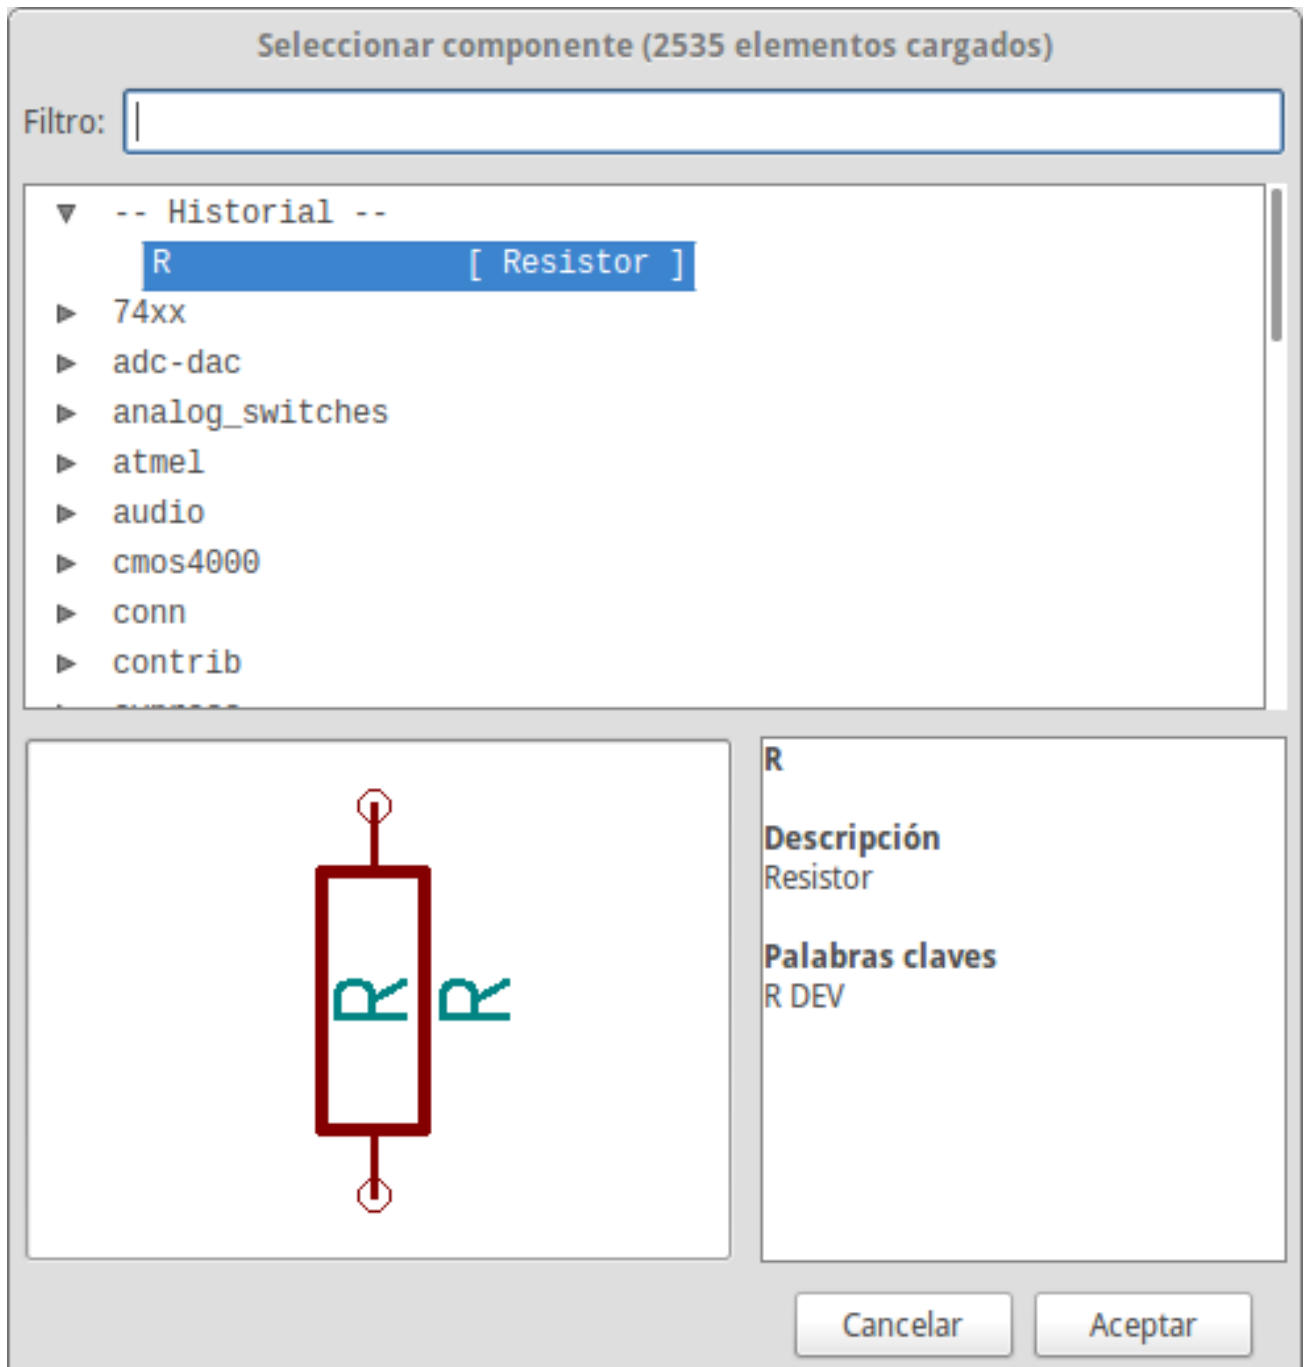 Seleccionar componente (2535 elementos cargados)
Filtro:
-- Historial --
R [ Resistor ]
74xx
adc-dac
analog_switches
atmel
audio
cmos4000
conn
contrib
R R
R
Descripción
Resistor
Palabras claves
R DEV
Cancelar Aceptar